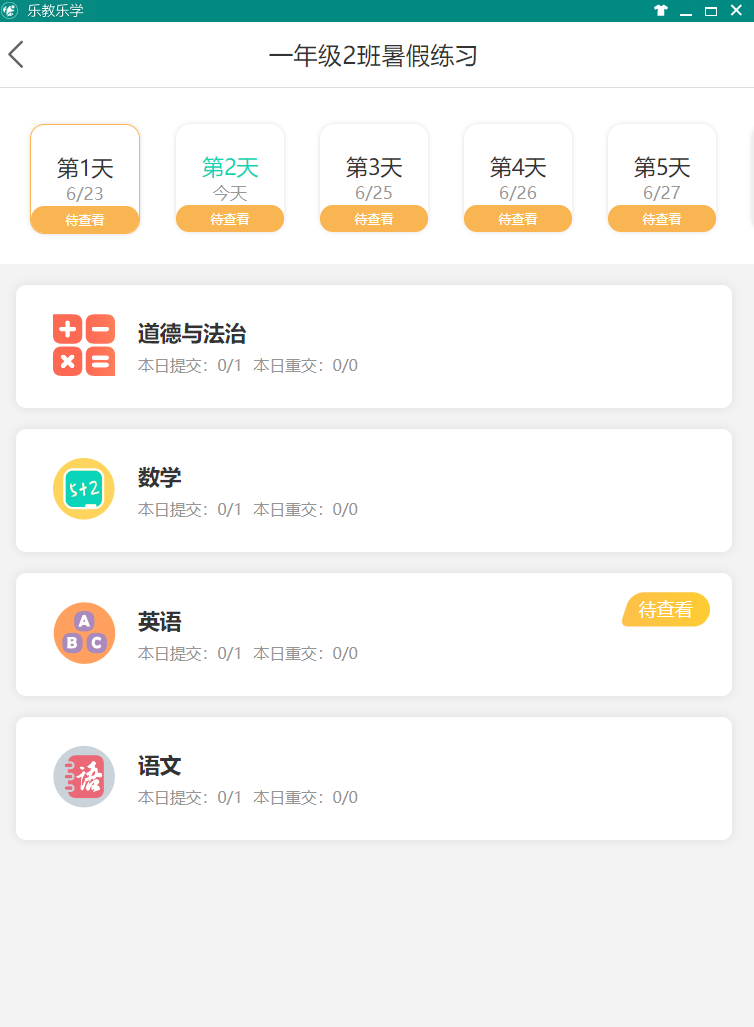 乐教乐学
一年级2班暑假练习
第1天
6/23
待查看
第2天
今天
待查看
第3天
6/25
待查看
第4天
6/26
待查看
第5天
6/27
待查看
道德与法治
本日提交：0/1 本日重交：0/0
5+2
数学
本日提交：0/1 本日重交：0/0
A
B C
英语
待查看
本日提交：0/1 本日重交：0/0
语
语文
本日提交：0/1 本日重交：0/0